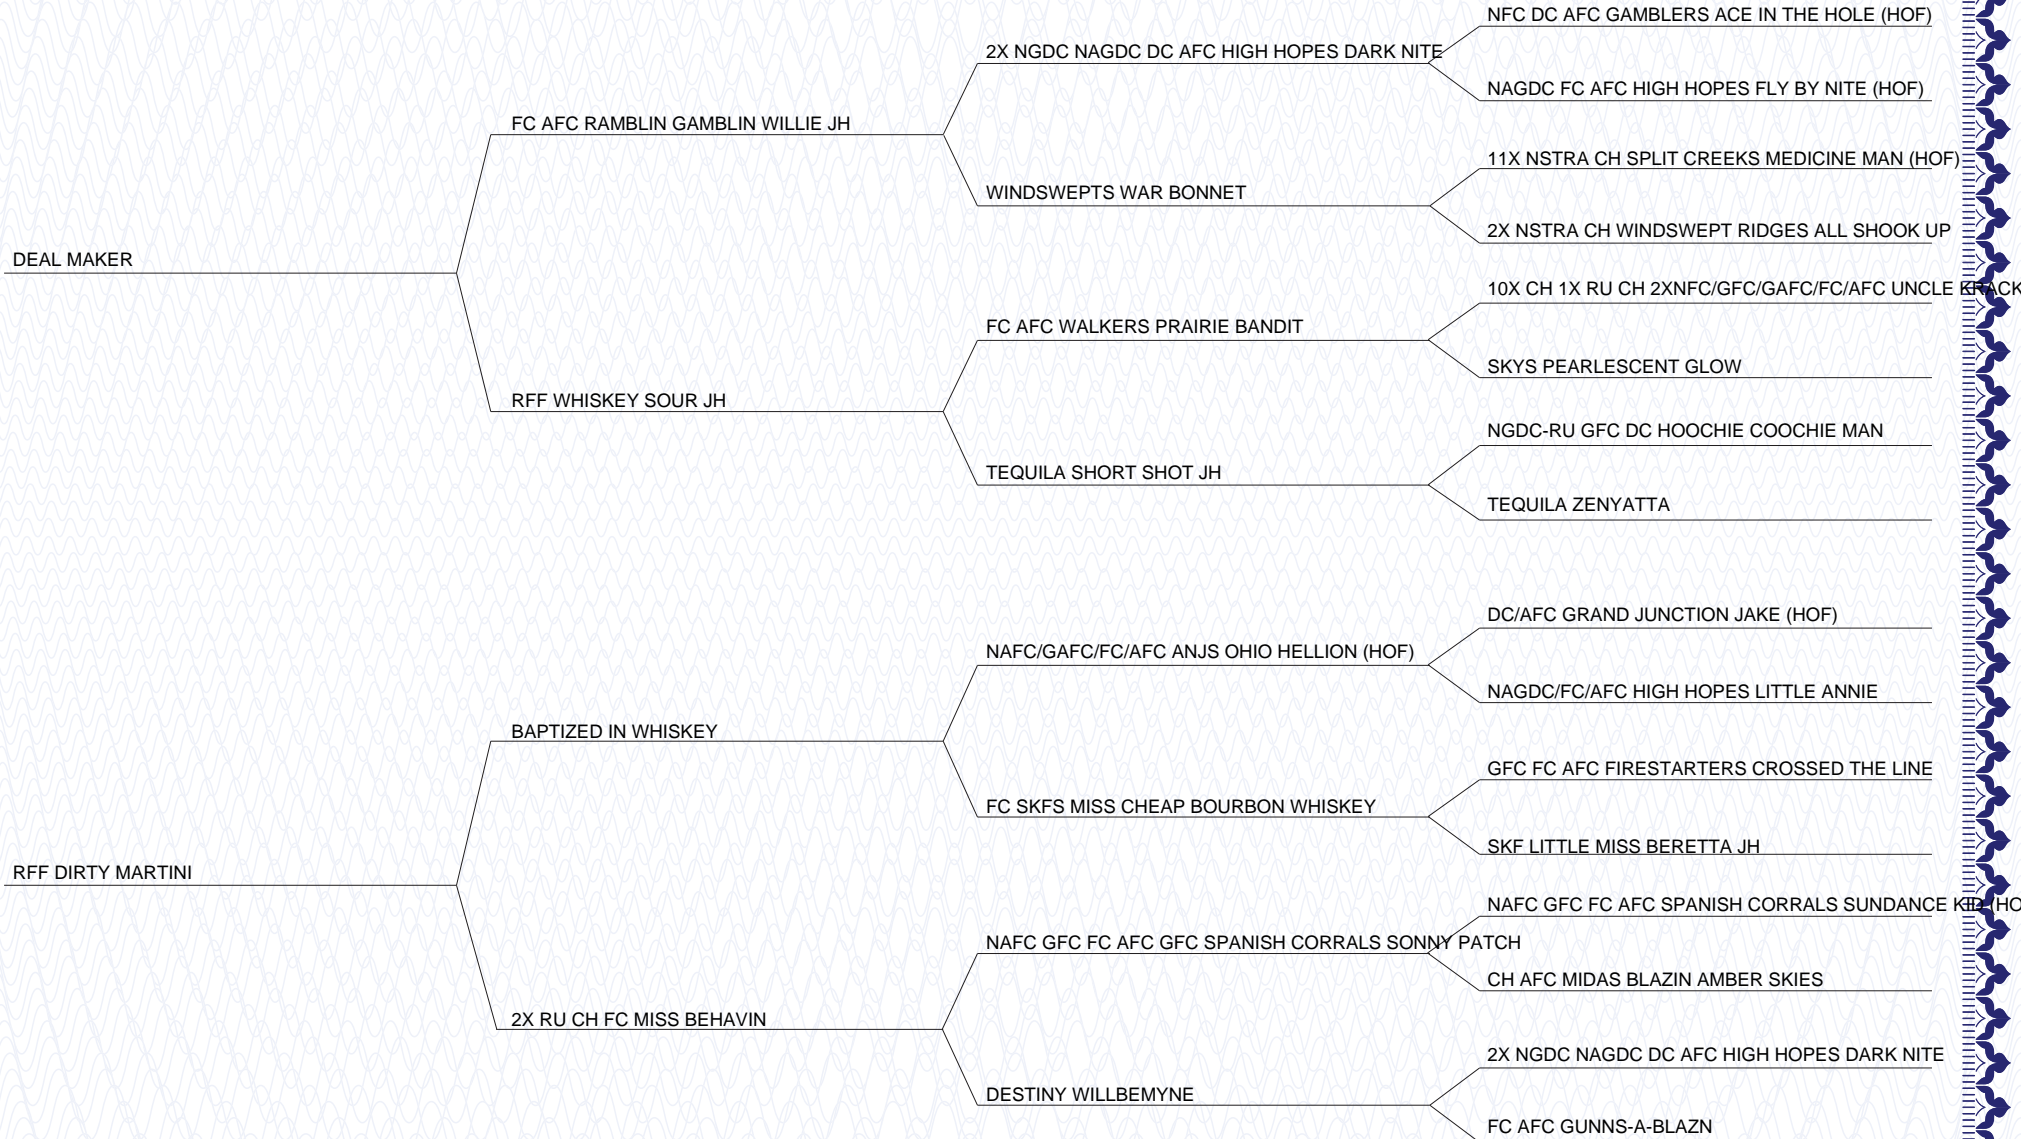 NFC DC AFC GAMBLERS ACE IN THE HOLE (HOF)
2X NGDC NAGDC DC AFC HIGH HOPES DARK NITE
NAGDC FC AFC HIGH HOPES FLY BY NITE (HOF)
FC AFC RAMBLIN GAMBLIN WILLIE JH
11X NSTRA CH SPLIT CREEKS MEDICINE MAN (HOF)
WINDSWEPTS WAR BONNET
2X NSTRA CH WINDSWEPT RIDGES ALL SHOOK UP
DEAL MAKER
10X CH 1X RU CH 2XNFC/GFC/GAFC/FC/AFC UNCLE KRACK
FC AFC WALKERS PRAIRIE BANDIT
SKYS PEARLESCENT GLOW
RFF WHISKEY SOUR JH
NGDC-RU GFC DC HOOCHIE COOCHIE MAN
TEQUILA SHORT SHOT JH
TEQUILA ZENYATTA
DC/AFC GRAND JUNCTION JAKE (HOF)
NAFC/GAFC/FC/AFC ANJS OHIO HELLION (HOF)
NAGDC/FC/AFC HIGH HOPES LITTLE ANNIE
BAPTIZED IN WHISKEY
GFC FC AFC FIRESTARTERS CROSSED THE LINE
FC SKFS MISS CHEAP BOURBON WHISKEY
SKF LITTLE MISS BERETTA JH
RFF DIRTY MARTINI
NAFC GFC FC AFC SPANISH CORRALS SUNDANCE KID (HO
NAFC GFC FC AFC GFC SPANISH CORRALS SONNY PATCH
CH AFC MIDAS BLAZIN AMBER SKIES
2X RU CH FC MISS BEHAVIN
2X NGDC NAGDC DC AFC HIGH HOPES DARK NITE
DESTINY WILLBEMYNE
FC AFC GUNNS-A-BLAZN